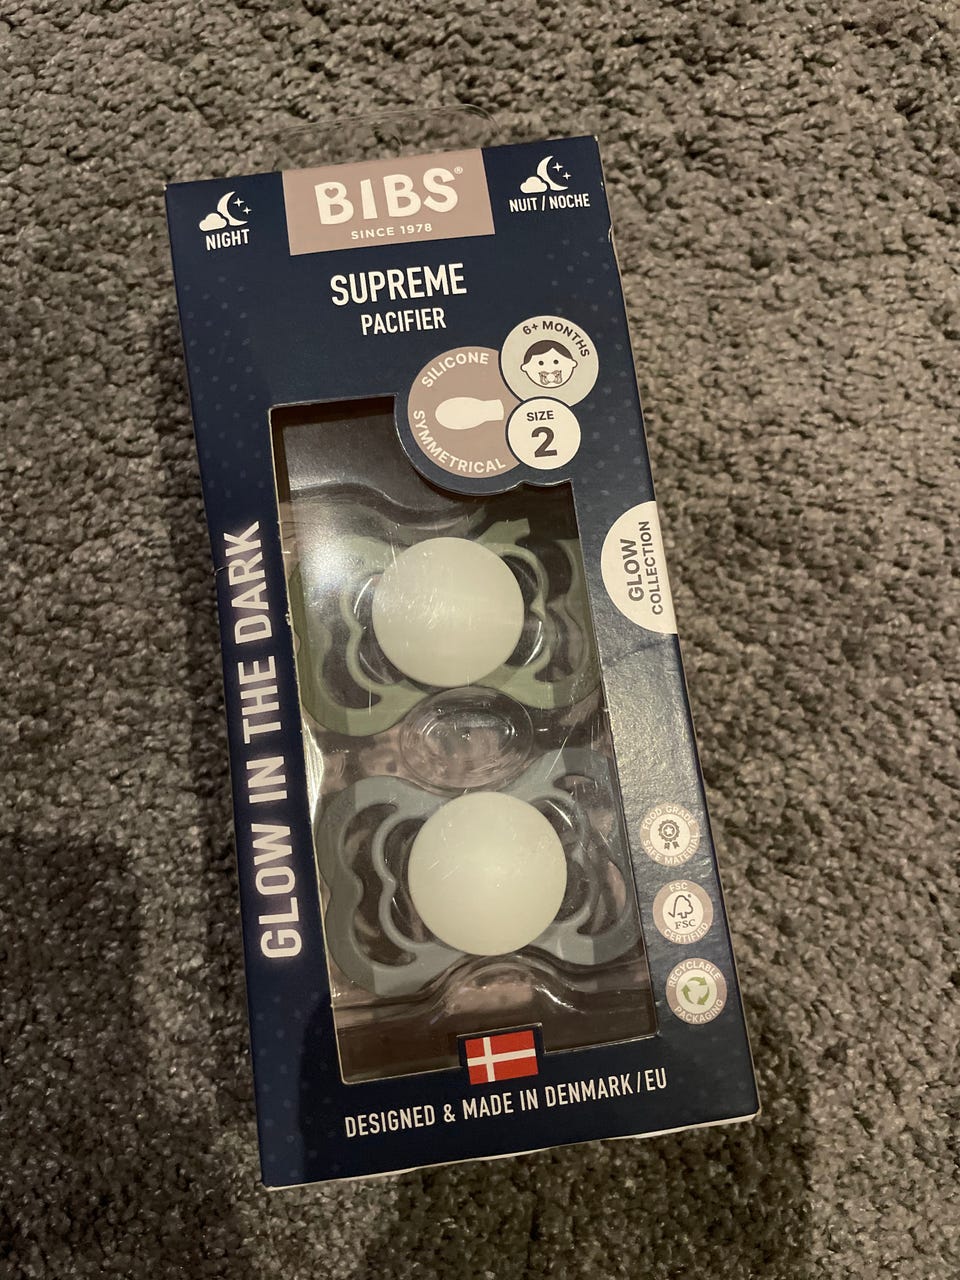 BIBS®
SINCE 1978
NIGHT
NUIT / NOCHE
SUPREME
PACIFIER
6+ MONTHS
SILICONE
SYMMETRICAL
SIZE
2
GLOW IN THE DARK
GLOW
COLLECTION
FOOD GRADE
SAFE MATERIAL
FSC
FSC
CERTIFIED
RECYCLABLE
PACKAGING
DESIGNED & MADE IN DENMARK/EU